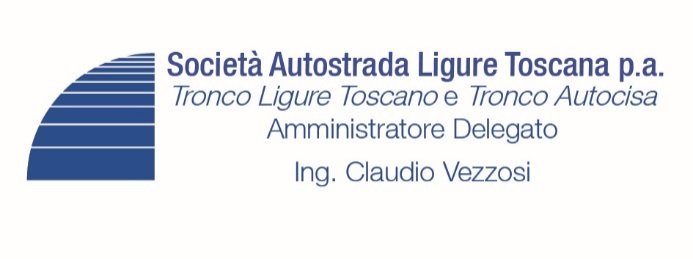 Società Autostrada Ligure Toscana p.a.
Tronco Ligure Toscano e Tronco Autocisa
Amministratore Delegato
Ing. Claudio Vezzosi